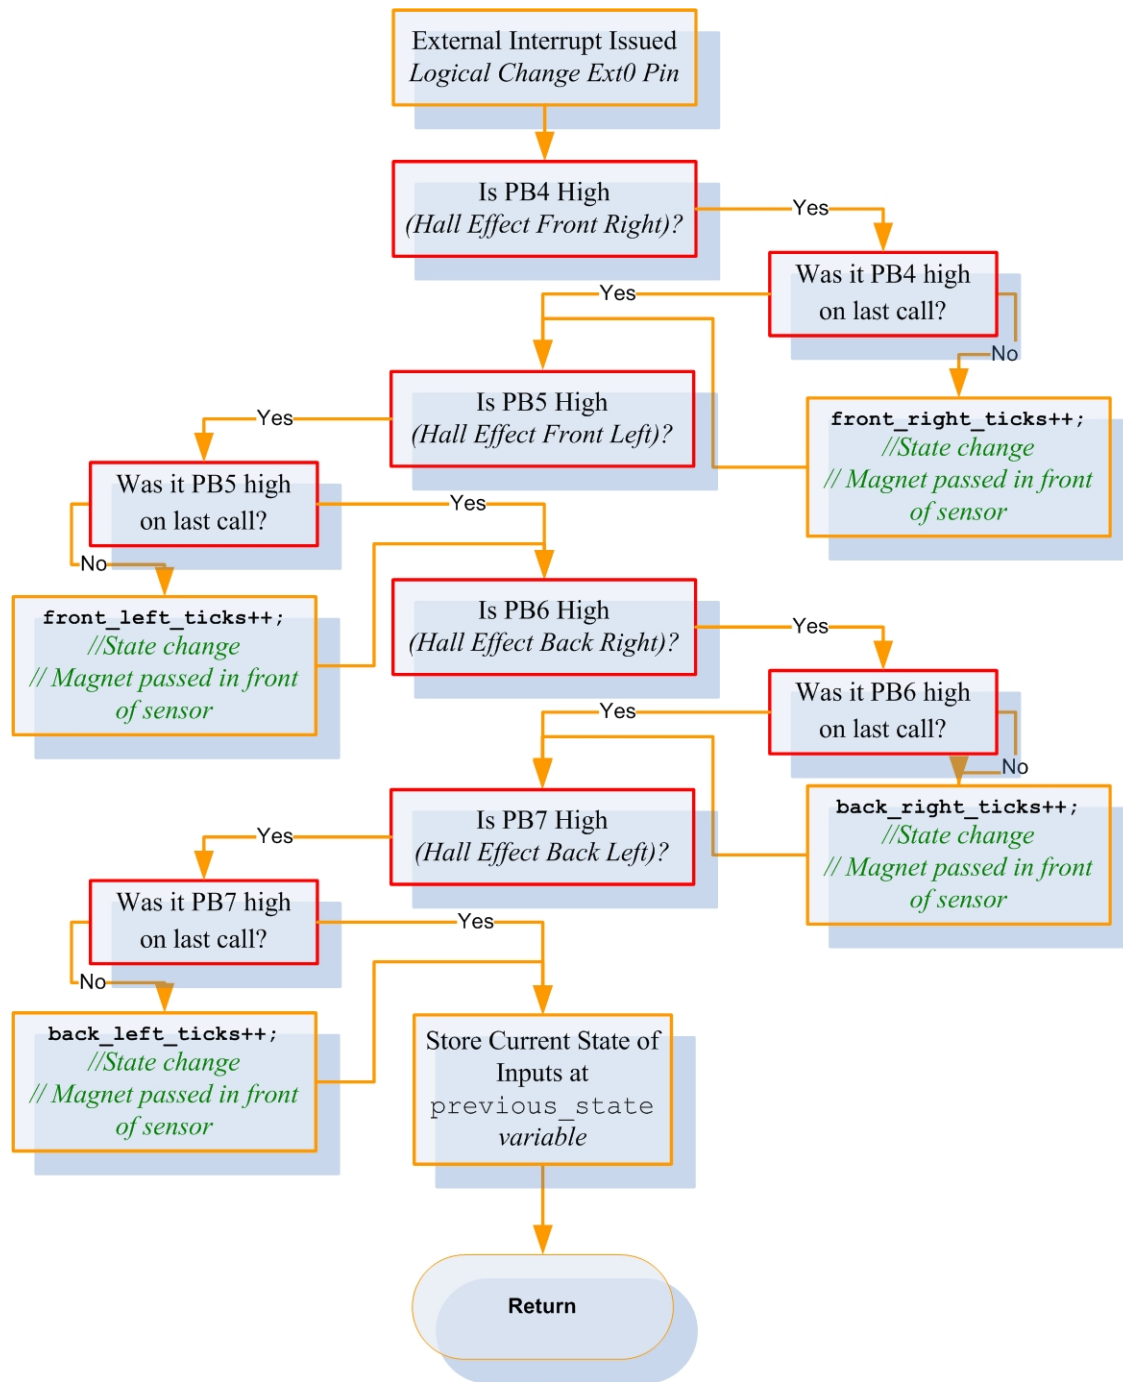 External Interrupt Issued
Logical Change Ext0 Pin
Is PB4 High
(Hall Effect Front Right)?
Yes
Was it PB4 high
on last call?
Yes
No
Is PB5 High
(Hall Effect Front Left)?
front_right_ticks++;
//State change
// Magnet passed in front
of sensor
Yes
Was it PB5 high
on last call?
Yes
No
front_left_ticks++;
//State change
// Magnet passed in front
of sensor
Is PB6 High
(Hall Effect Back Right)?
Yes
Was it PB6 high
on last call?
Yes
No
Is PB7 High
(Hall Effect Back Left)?
back_right_ticks++;
//State change
// Magnet passed in front
of sensor
Yes
Was it PB7 high
on last call?
Yes
No
back_left_ticks++;
//State change
// Magnet passed in front
of sensor
Store Current State of
Inputs at
previous_state
variable
Return